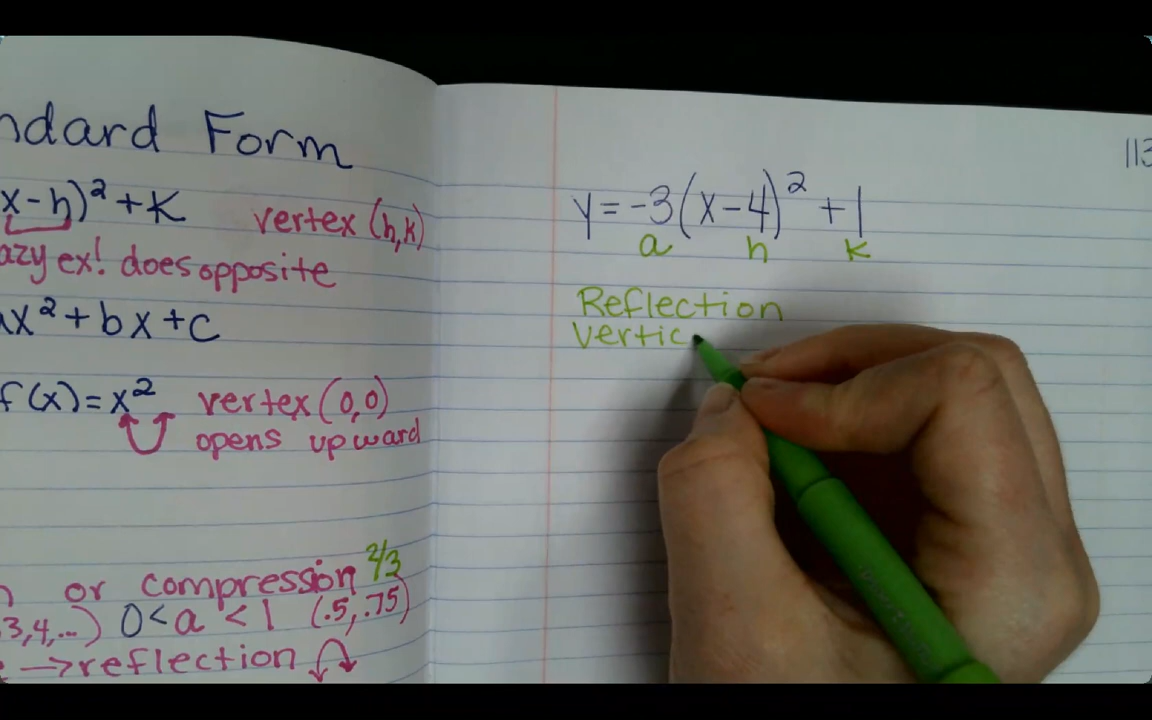 ndard Form
x-h)² + K
vertex (h,k)
azy ex! does opposite
x² + bx + c
f(x) = x²
vertex (0,0)
opens upward
or compression 2/3
3,4,...) 0 < a < 1 (.5, .75)
→ reflection
113
y = -3(x-4)² + 1
a h k
Reflection
Vertic